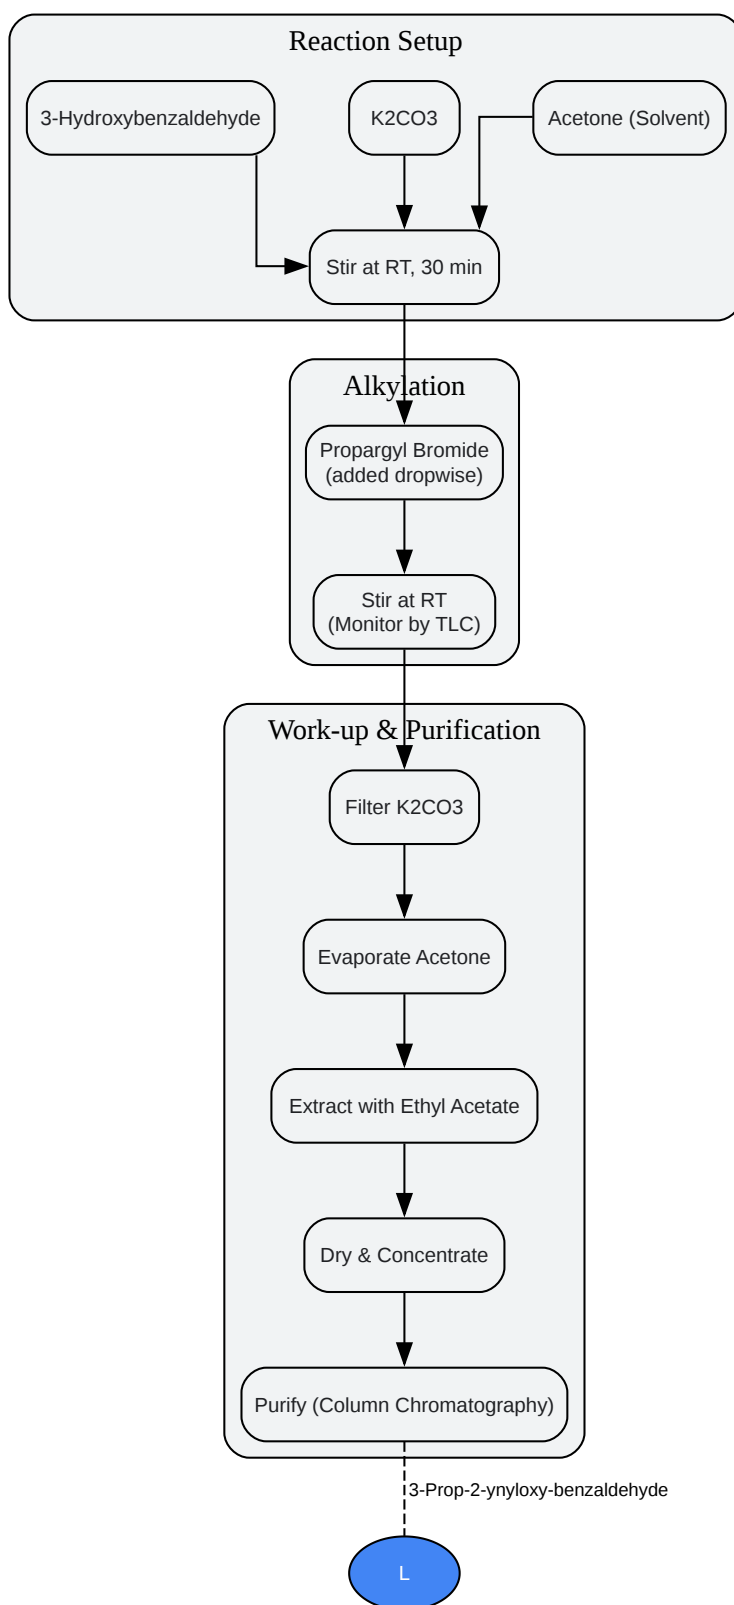 Reaction Setup
3-Hydroxybenzaldehyde
K2CO3
Acetone (Solvent)
Stir at RT, 30 min
Alkylation
Propargyl Bromide
(added dropwise)
Stir at RT
(Monitor by TLC)
Work-up & Purification
Filter K2CO3
Evaporate Acetone
Extract with Ethyl Acetate
Dry & Concentrate
Purify (Column Chromatography)
3-Prop-2-ynyloxy-benzaldehyde
L